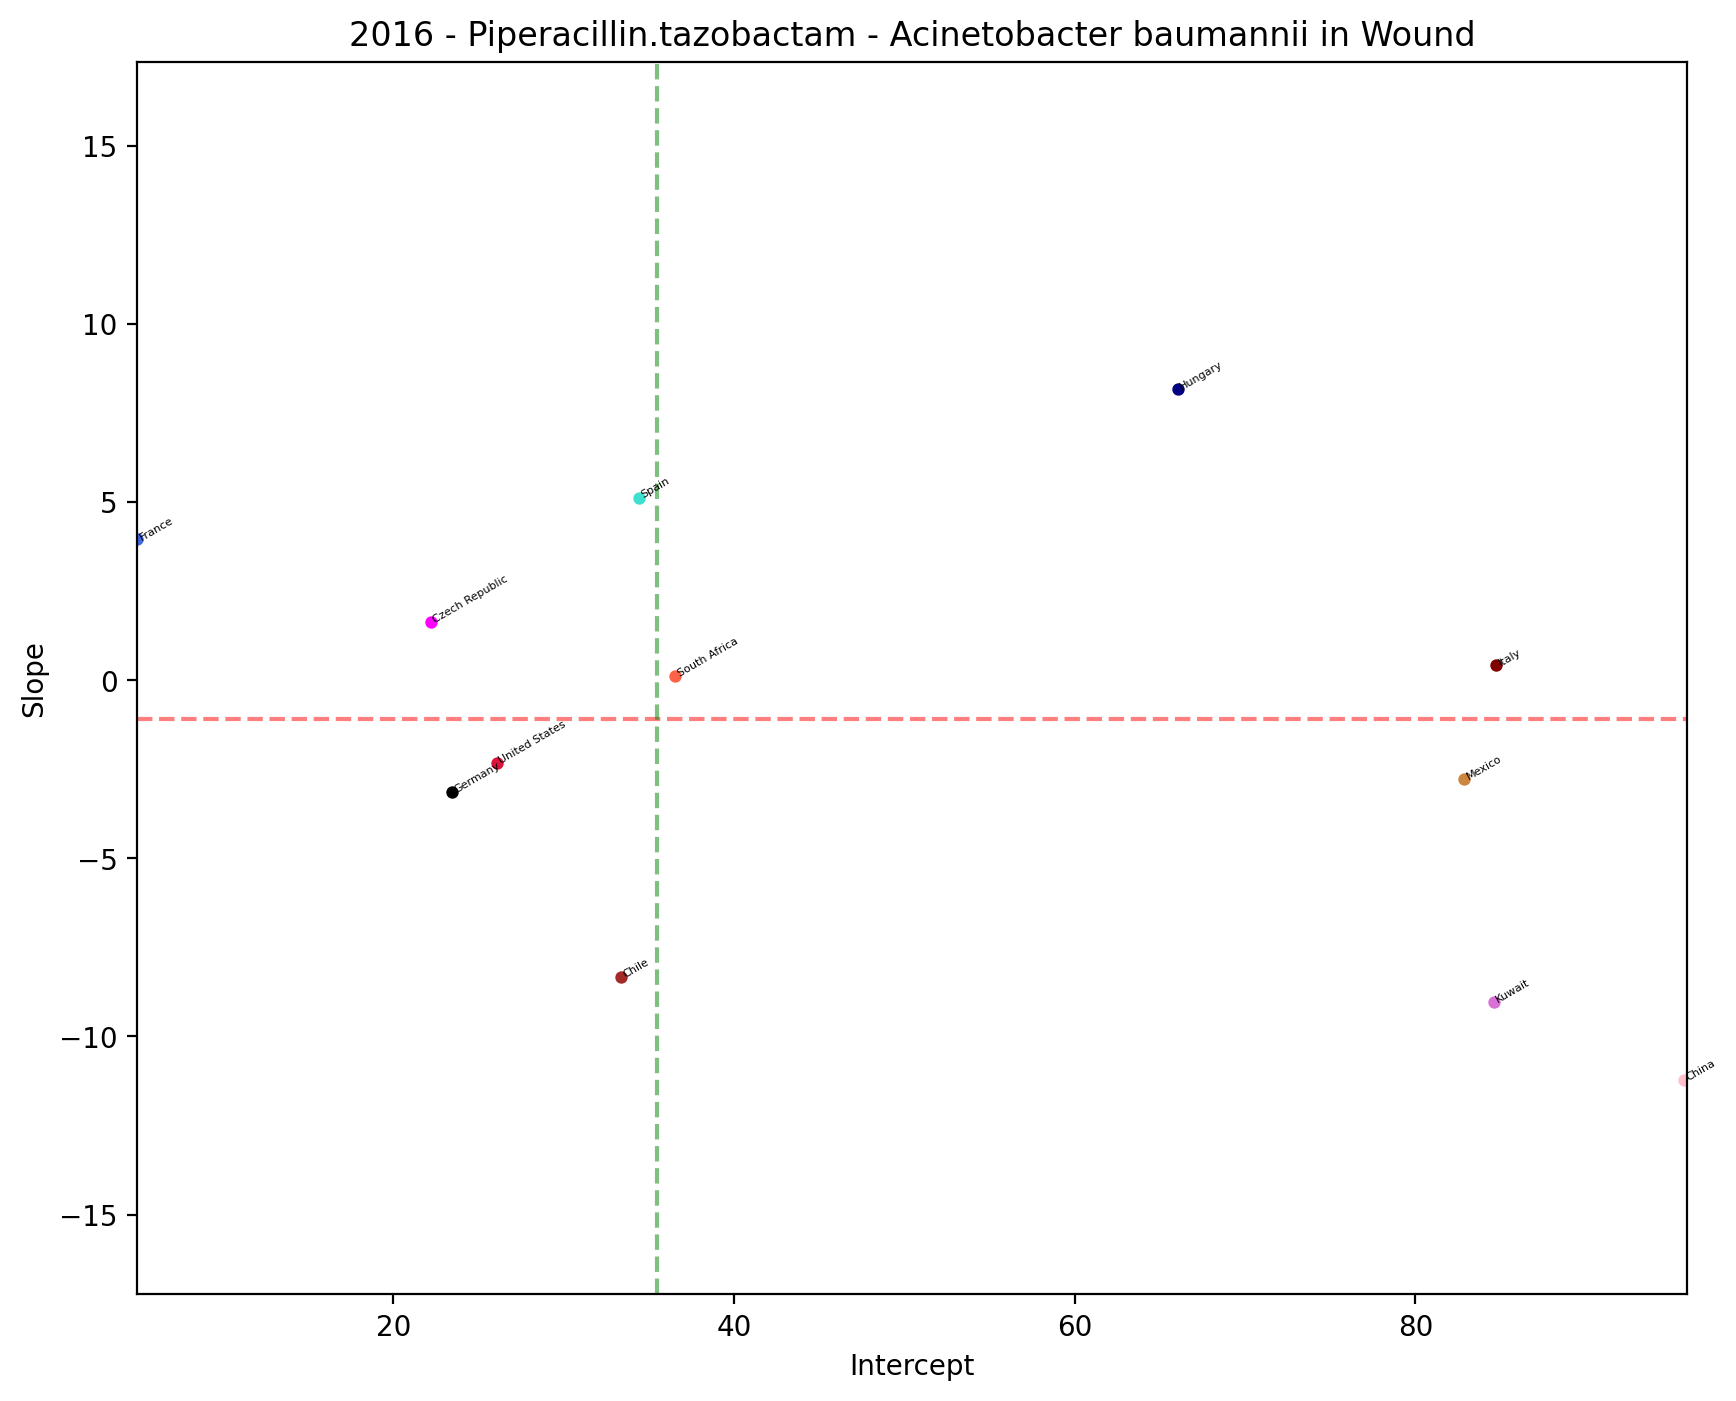 2016 - Piperacillin.tazobactam - Acinetobacter baumannii in Wound
15
10
5
0
−5
−10
−15
Slope
Hungary
Spain
France
Czech Republic
South Africa
Italy
United States
Germany
Mexico
Chile
Kuwait
China
20
40
60
80
Intercept